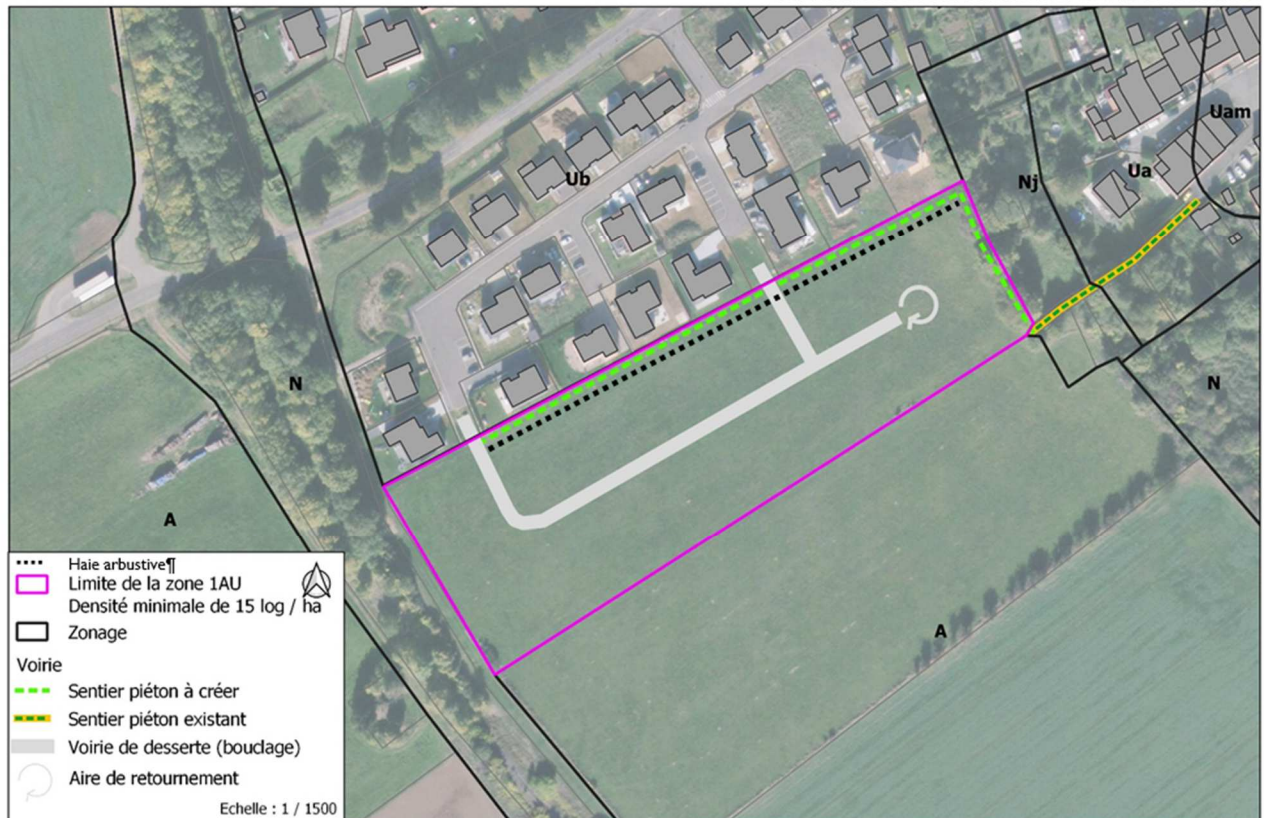 Uam
Ub
Nj
Ua
N
N
A
A
Haie arbustive¶
Limite de la zone 1AU
Densité minimale de 15 log / ha
Zonage
Voirie
Sentier piéton à créer
Sentier piéton existant
Voirie de desserte (bouclage)
Aire de retournement
Echelle : 1 / 1500